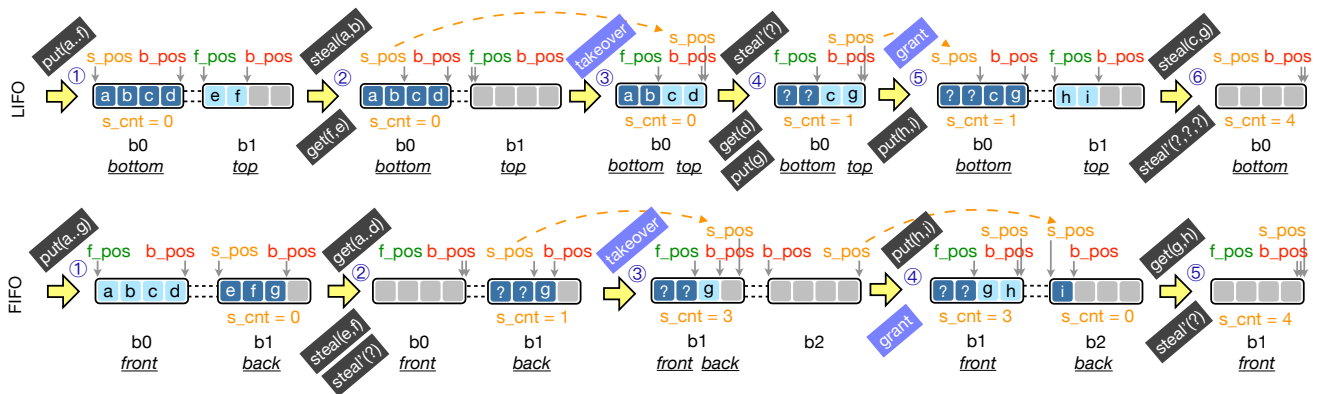 LIFO
put(a..f)
①
s_pos b_pos f_pos b_pos
a b c d e f
s_cnt = 0
b0 b1
bottom top
steal(a,b)
②
get(f,e)
s_pos b_pos f_pos b_pos
a b c d
s_cnt = 0
b0 b1
bottom top
takeover
③
s_pos
f_pos b_pos
a b c d
s_cnt = 0
b0
bottom top
steal'(?)
④
get(d)
put(g)
s_pos
f_pos b_pos
? ? c g
s_cnt = 1
b0
bottom top
grant
⑤
put(h,i)
s_pos b_pos f_pos b_pos
? ? c g h i
s_cnt = 1
b0 b1
bottom top
steal(c,g)
⑥
steal'(?,?,?)
s_pos b_pos
s_cnt = 4
b0
bottom
FIFO
put(a..g)
①
f_pos b_pos s_pos b_pos
a b c d e f g
s_cnt = 0
b0 b1
front back
get(a..d)
②
steal(e,f)
steal'(?)
f_pos b_pos s_pos b_pos
? ? g
s_cnt = 1
b0 b1
front back
takeover
③
s_pos
f_pos b_pos b_pos s_pos
? ? g
s_cnt = 3
b1 b2
front back
put(h,i)
④
grant
s_pos s_pos
f_pos b_pos b_pos
? ? g h i
s_cnt = 3 s_cnt = 0
b1 b2
front back
get(g,h)
⑤
steal'(?)
s_pos
f_pos b_pos
s_cnt = 4
b1
front